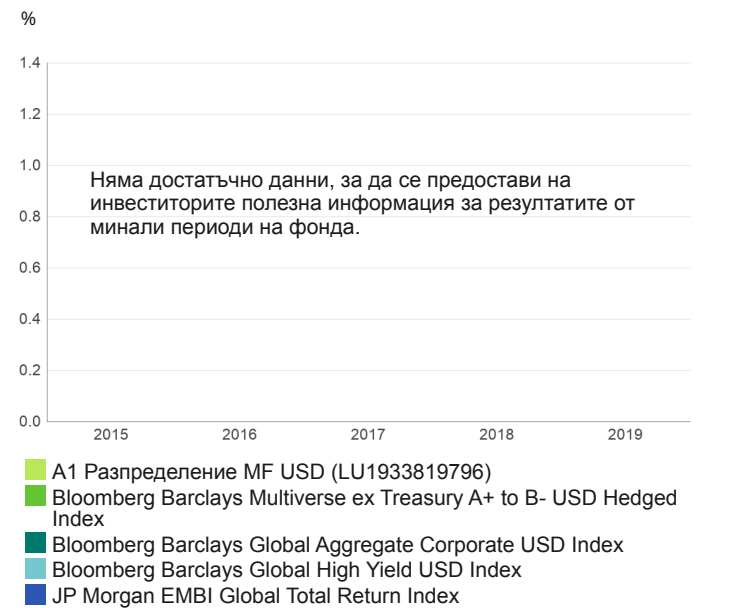 %
1.4
1.2
1.0
Няма достатъчно данни, за да се предостави на
инвеститорите полезна информация за резултатите от
0.8
минали периоди на фонда.
0.6
0.4
0.2
0.0
2015 2016 2017 2018 2019
A1 Разпределение MF USD (LU1933819796)
Bloomberg Barclays Multiverse ex Treasury A+ to B- USD Hedged
Index
Bloomberg Barclays Global Aggregate Corporate USD Index
Bloomberg Barclays Global High Yield USD Index
JP Morgan EMBI Global Total Return Index